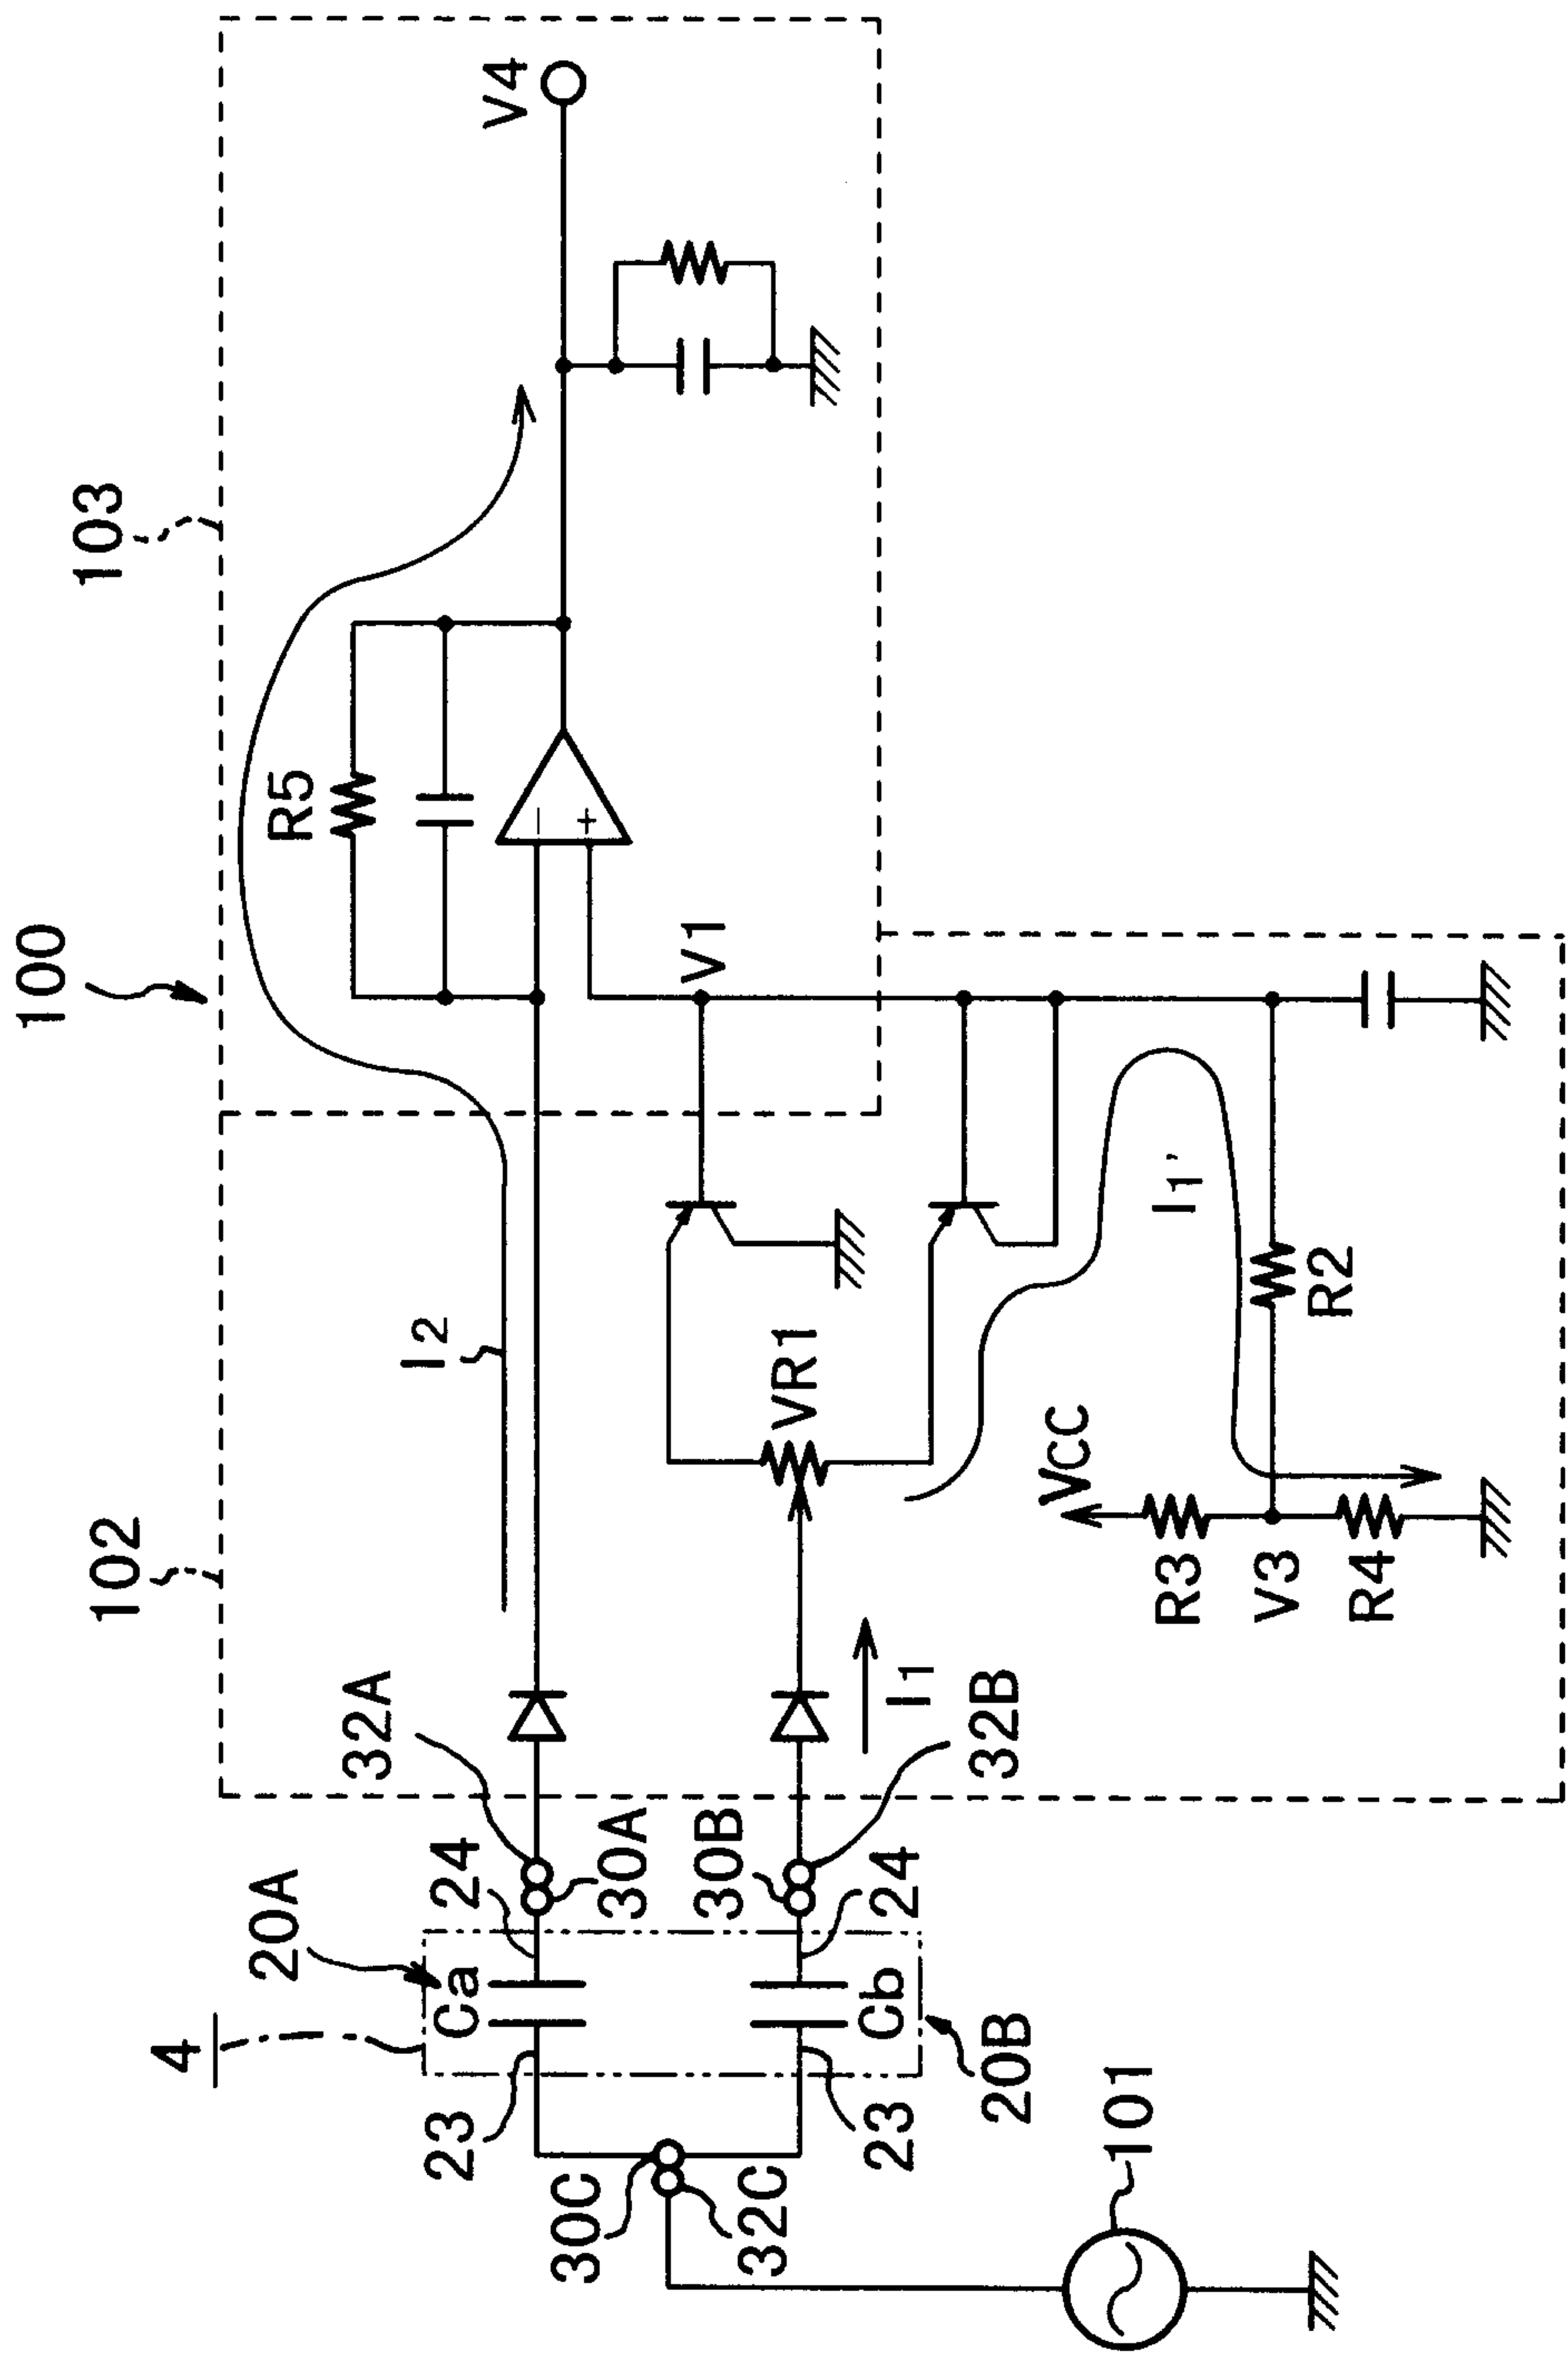 100
102
103
4
20A
24
32A
I2
R5
V4
Ca
23
30A
−
+
30C
30B
VR1
V1
32C
Cb
24
23
I1
20B
32B
VCC
I1'
101
R3
V3
R2
R4